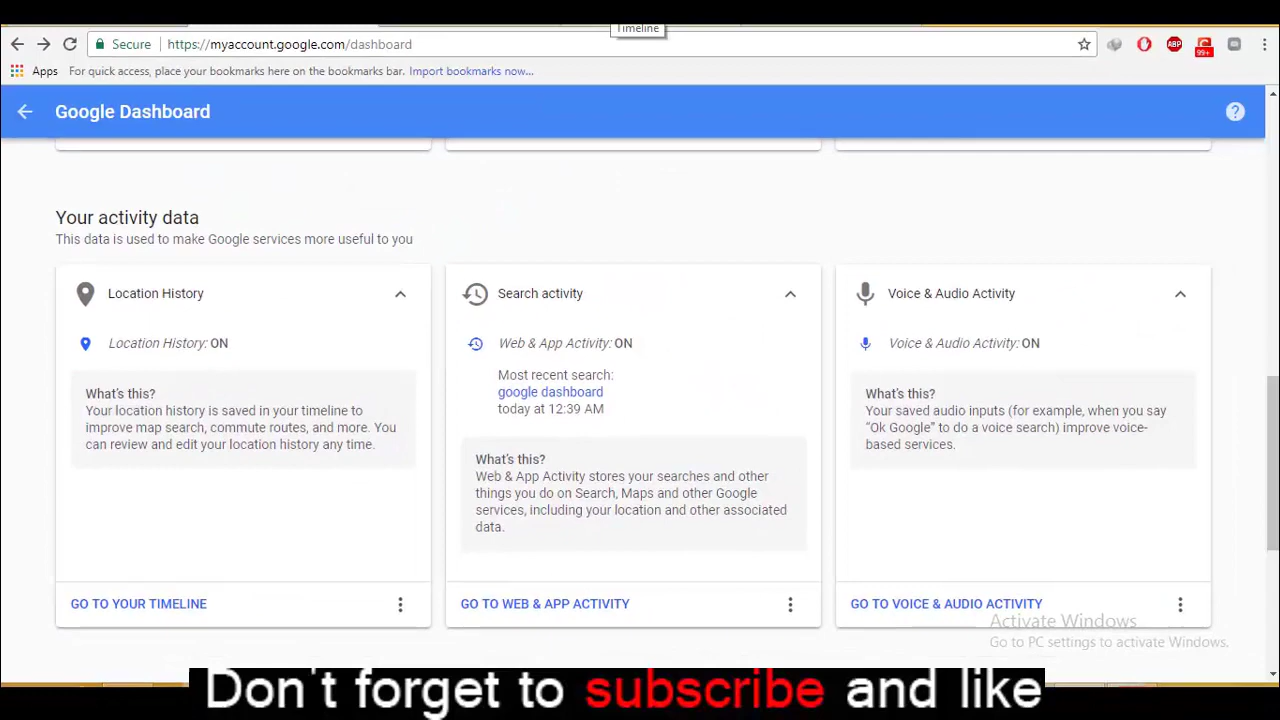 Timeline
Secure https://myaccount.google.com/dashboard
ABP
99+
Apps For quick access, place your bookmarks here on the bookmarks bar. Import bookmarks now...
Google Dashboard
?
Your activity data
This data is used to make Google services more useful to you
Location History
Location History: ON
What's this?
Your location history is saved in your timeline to
improve map search, commute routes, and more. You
can review and edit your location history any time.
GO TO YOUR TIMELINE
Search activity
Web & App Activity: ON
Most recent search:
google dashboard
today at 12:39 AM
What's this?
Web & App Activity stores your searches and other
things you do on Search, Maps and other Google
services, including your location and other associated
data.
GO TO WEB & APP ACTIVITY
Voice & Audio Activity
Voice & Audio Activity: ON
What's this?
Your saved audio inputs (for example, when you say
"Ok Google" to do a voice search) improve voice-
based services.
GO TO VOICE & AUDIO ACTIVITY
Activate Windows
Go to PC settings to activate Windows.
Don't forget to subscribe and like